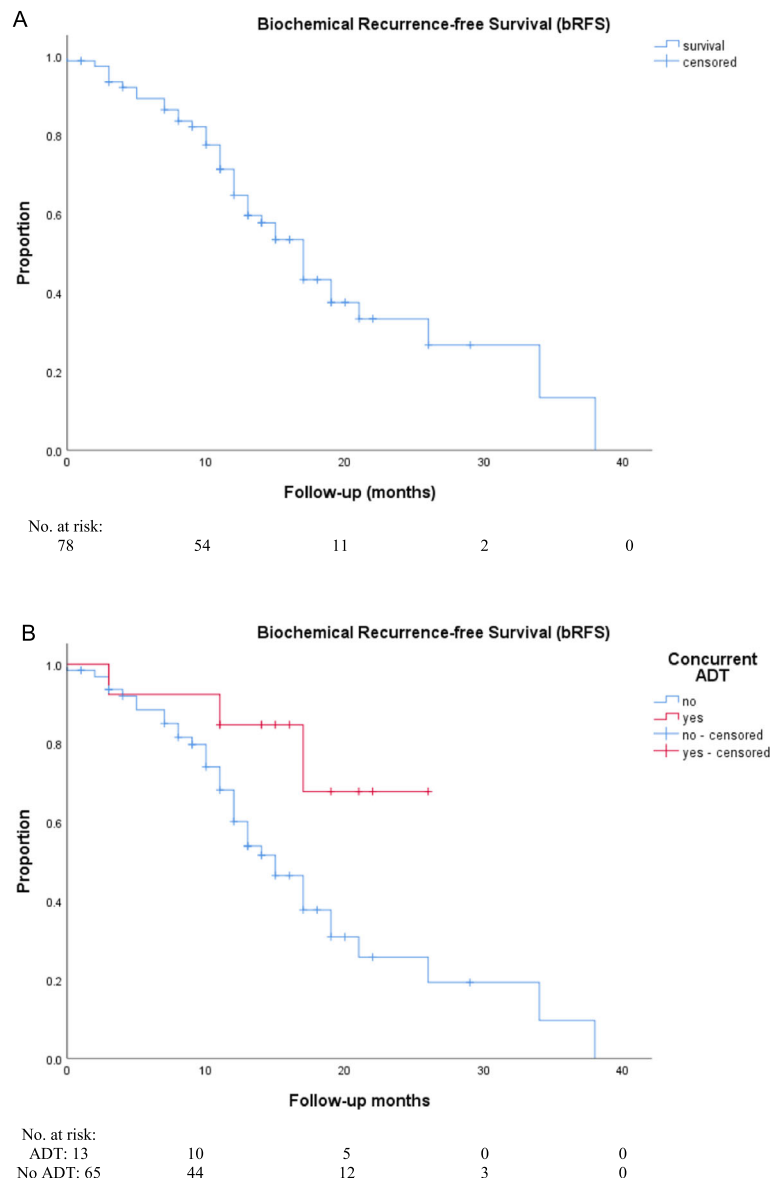 A
Biochemical Recurrence-free Survival (bRFS)
survival
censored
1.0
0.8
0.6
0.4
0.2
0.0
Proportion
0 10 20 30 40
Follow-up (months)
No. at risk:
78 54 11 2 0
B
Biochemical Recurrence-free Survival (bRFS)
Concurrent
ADT
no
yes
no - censored
yes - censored
1.0
0.8
0.6
0.4
0.2
0.0
Proportion
0 10 20 30 40
Follow-up months
No. at risk:
ADT: 13 10 5 0 0
No ADT: 65 44 12 3 0